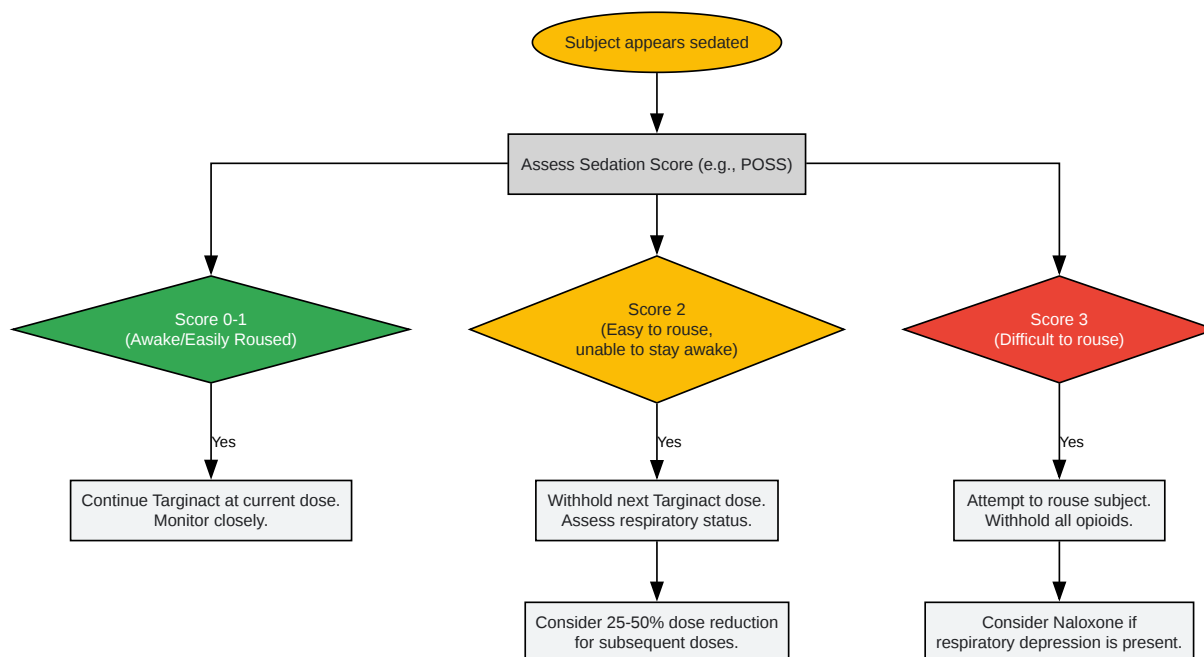 Subject appears sedated
Assess Sedation Score (e.g., POSS)
Score 0-1
(Awake/Easily Roused)
Score 2
(Easy to rouse,
unable to stay awake)
Score 3
(Difficult to rouse)
Yes
Yes
Yes
Continue Targinact at current dose.
Monitor closely.
Withhold next Targinact dose.
Assess respiratory status.
Attempt to rouse subject.
Withhold all opioids.
Consider 25-50% dose reduction
for subsequent doses.
Consider Naloxone if
respiratory depression is present.